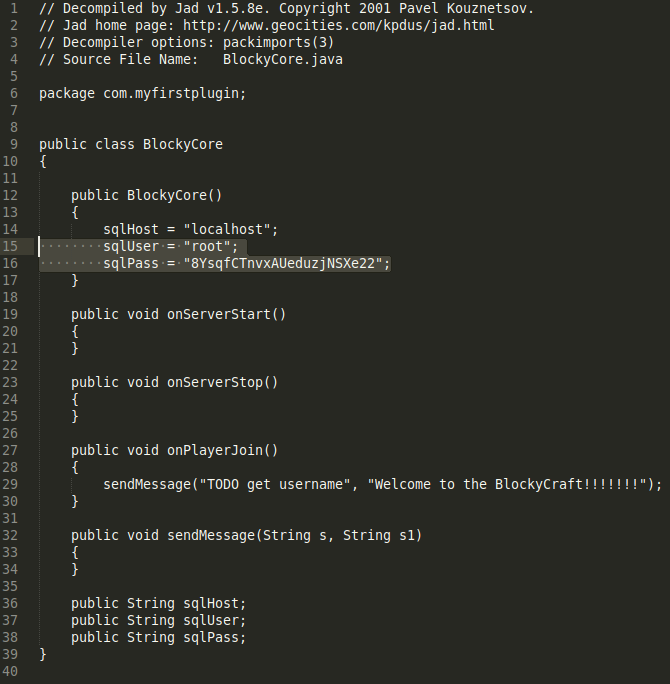 1 // Decompiled by Jad v1.5.8e. Copyright 2001 Pavel Kouznetsov.
2 // Jad home page: http://www.geocities.com/kpdus/jad.html
3 // Decompiler options: packimports(3)
4 // Source File Name:   BlockyCore.java
5
6 package com.myfirstplugin;
7
8
9 public class BlockyCore
10 {
11
12     public BlockyCore()
13     {
14         sqlHost = "localhost";
15 ········sqlUser·=·"root";
16 ········sqlPass·=·"8YsqfCTnvxAUeduzjNSXe22";
17     }
18
19     public void onServerStart()
20     {
21     }
22
23     public void onServerStop()
24     {
25     }
26
27     public void onPlayerJoin()
28     {
29         sendMessage("TODO get username", "Welcome to the BlockyCraft!!!!!!!");
30     }
31
32     public void sendMessage(String s, String s1)
33     {
34     }
35
36     public String sqlHost;
37     public String sqlUser;
38     public String sqlPass;
39 }
40